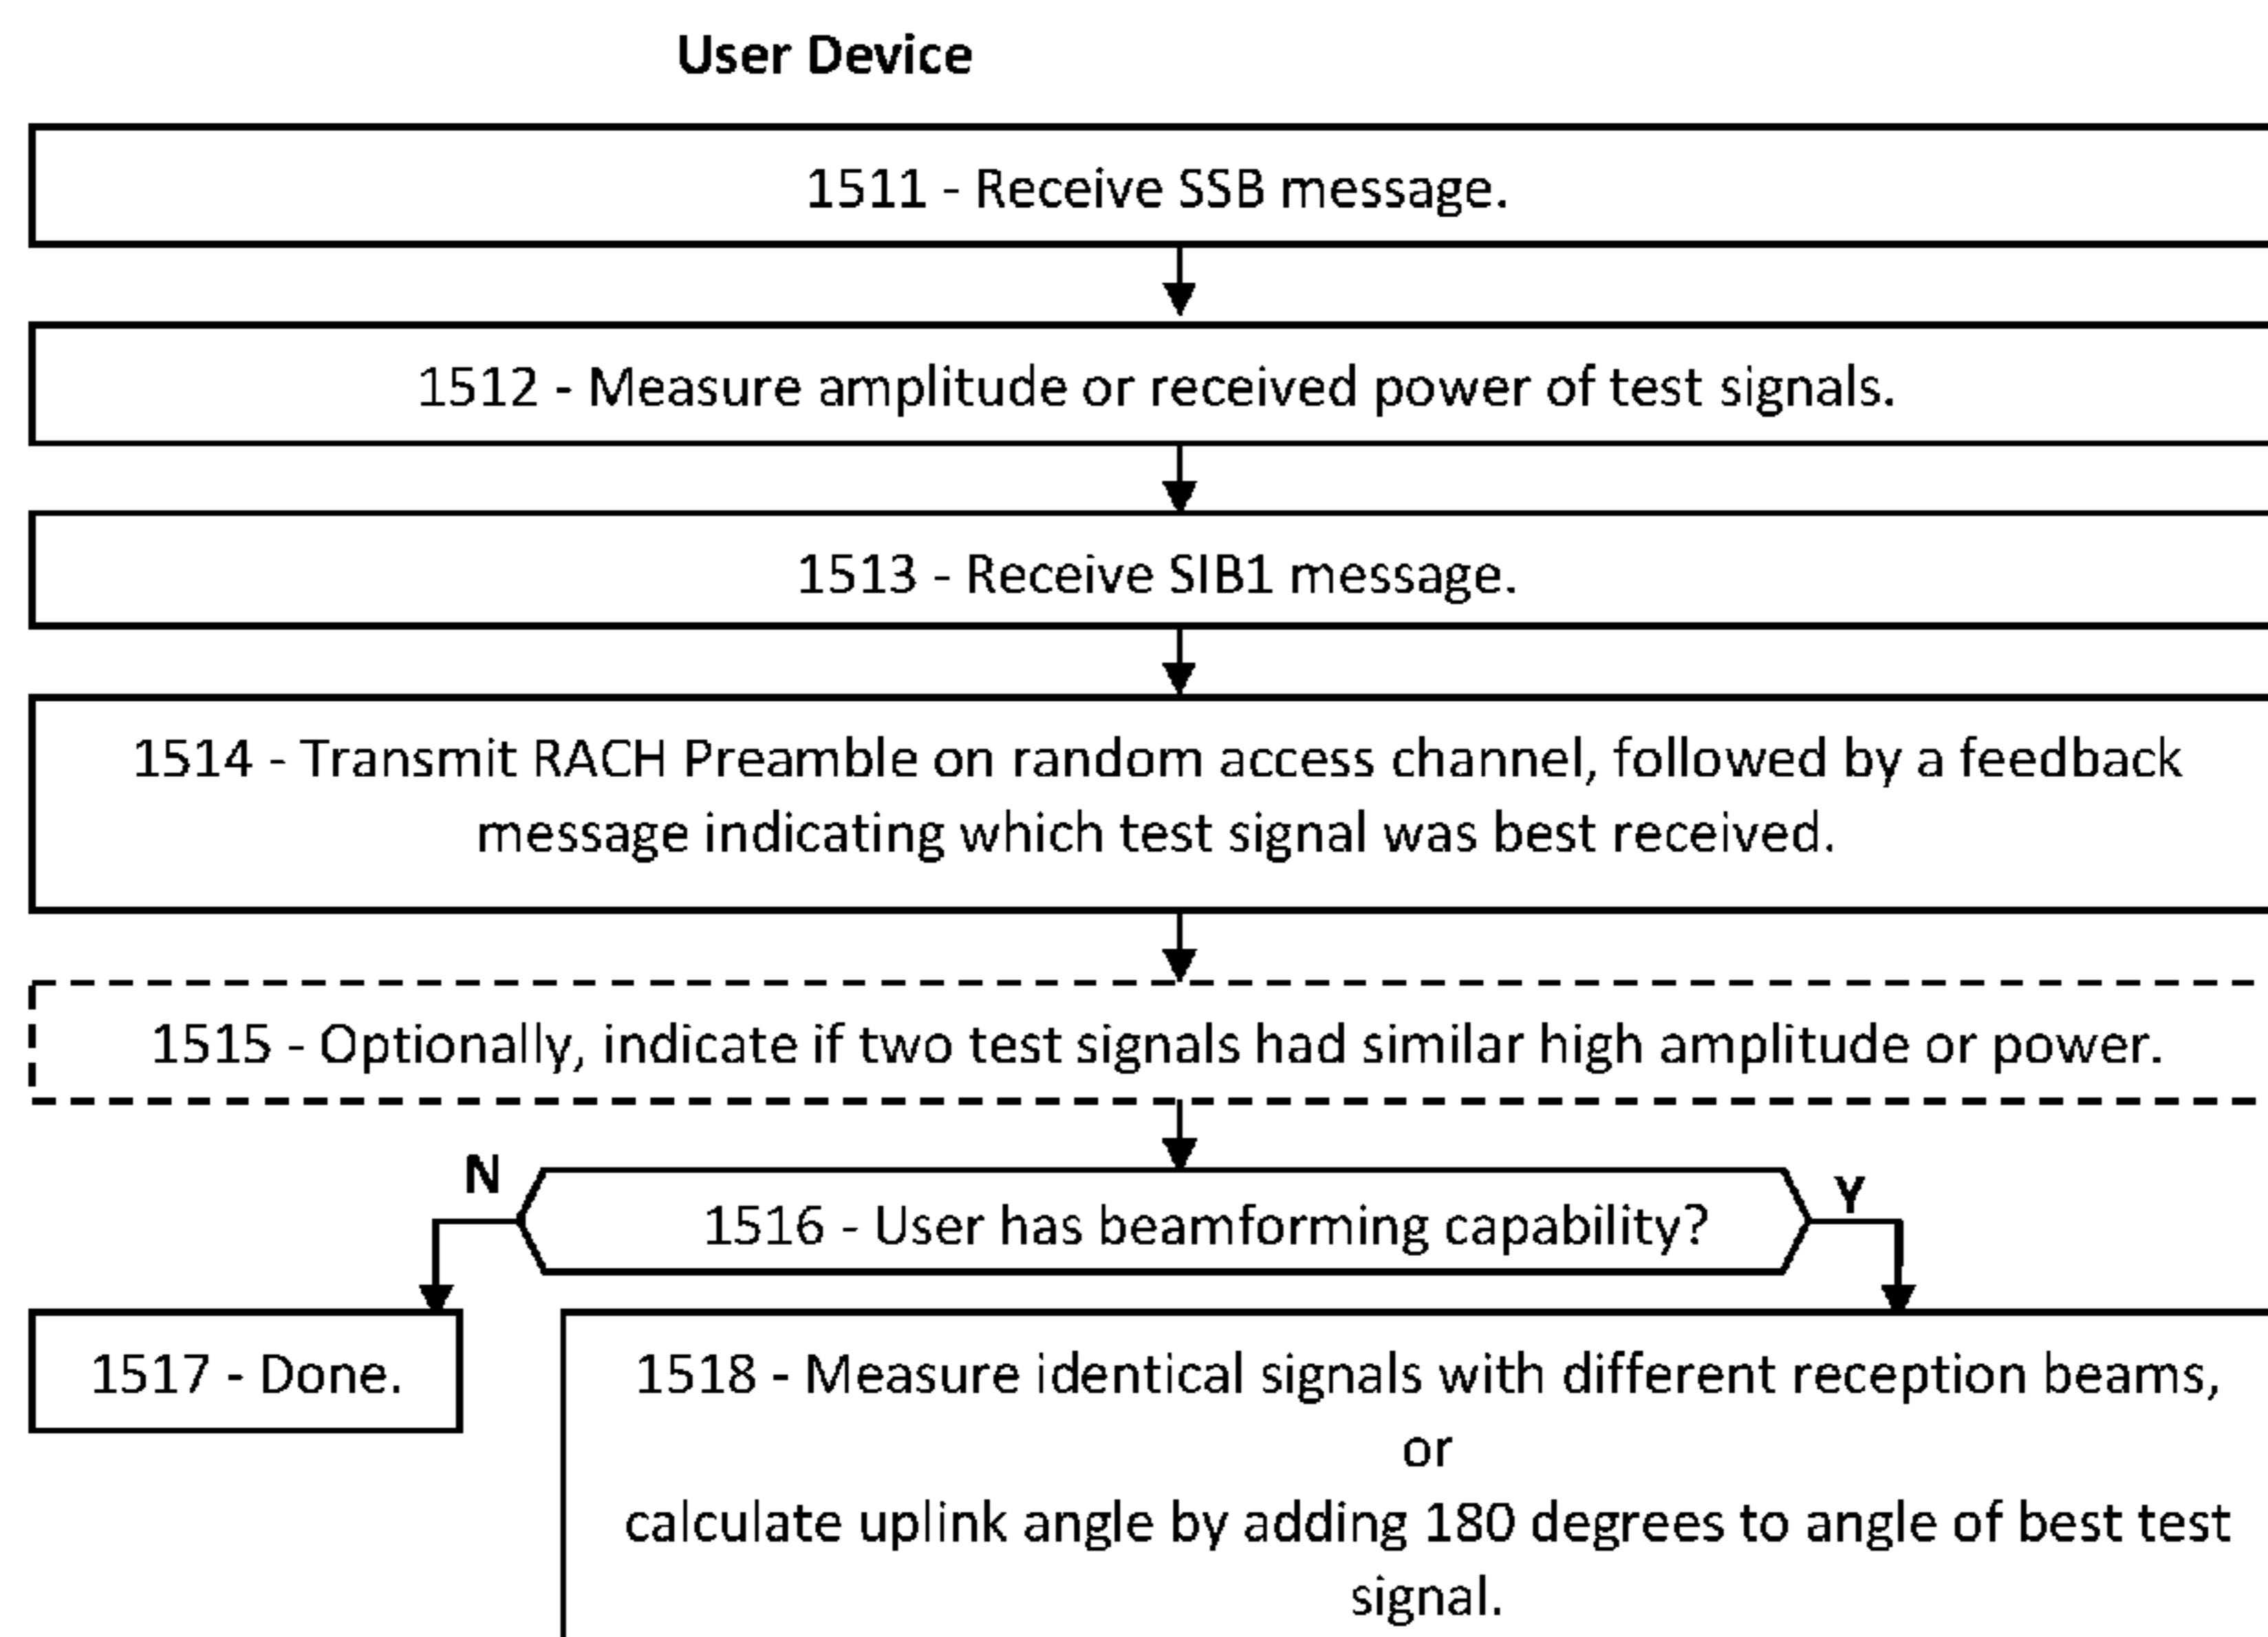 User Device
1511 - Receive SSB message.
1512 - Measure amplitude or received power of test signals.
1513 - Receive SIB1 message.
1514 - Transmit RACH Preamble on random access channel, followed by a feedback
message indicating which test signal was best received.
1515 - Optionally, indicate if two test signals had similar high amplitude or power.
N
Y
1516 - User has beamforming capability?
1517 - Done.
1518 - Measure identical signals with different reception beams,
or
calculate uplink angle by adding 180 degrees to angle of best test
signal.